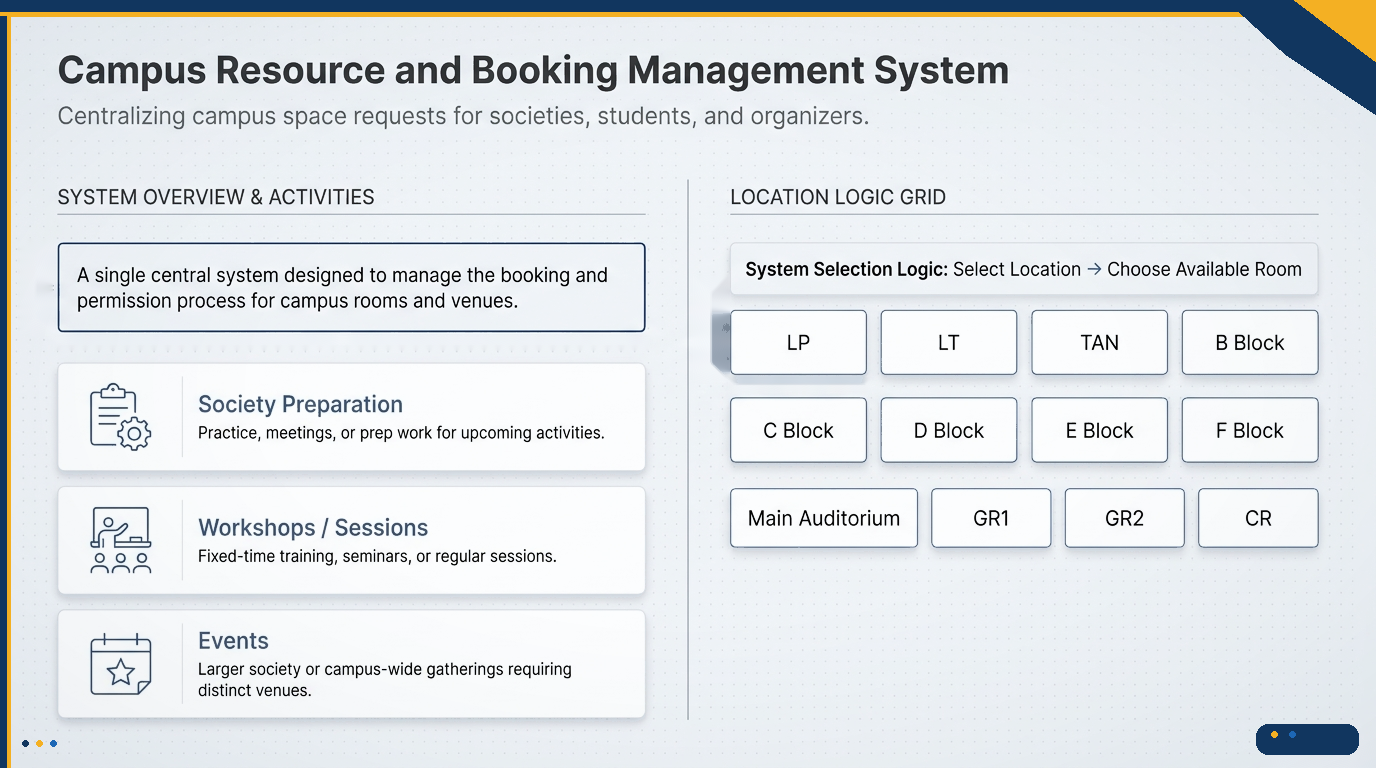 Campus Resource and Booking Management System
Centralizing campus space requests for societies, students, and organizers.
SYSTEM OVERVIEW & ACTIVITIES
A single central system designed to manage the booking and
permission process for campus rooms and venues.
Society Preparation
Practice, meetings, or prep work for upcoming activities.
Workshops / Sessions
Fixed-time training, seminars, or regular sessions.
Events
Larger society or campus-wide gatherings requiring
distinct venues.
LOCATION LOGIC GRID
System Selection Logic: Select Location → Choose Available Room
LP
LT
TAN
B Block
C Block
D Block
E Block
F Block
Main Auditorium
GR1
GR2
CR